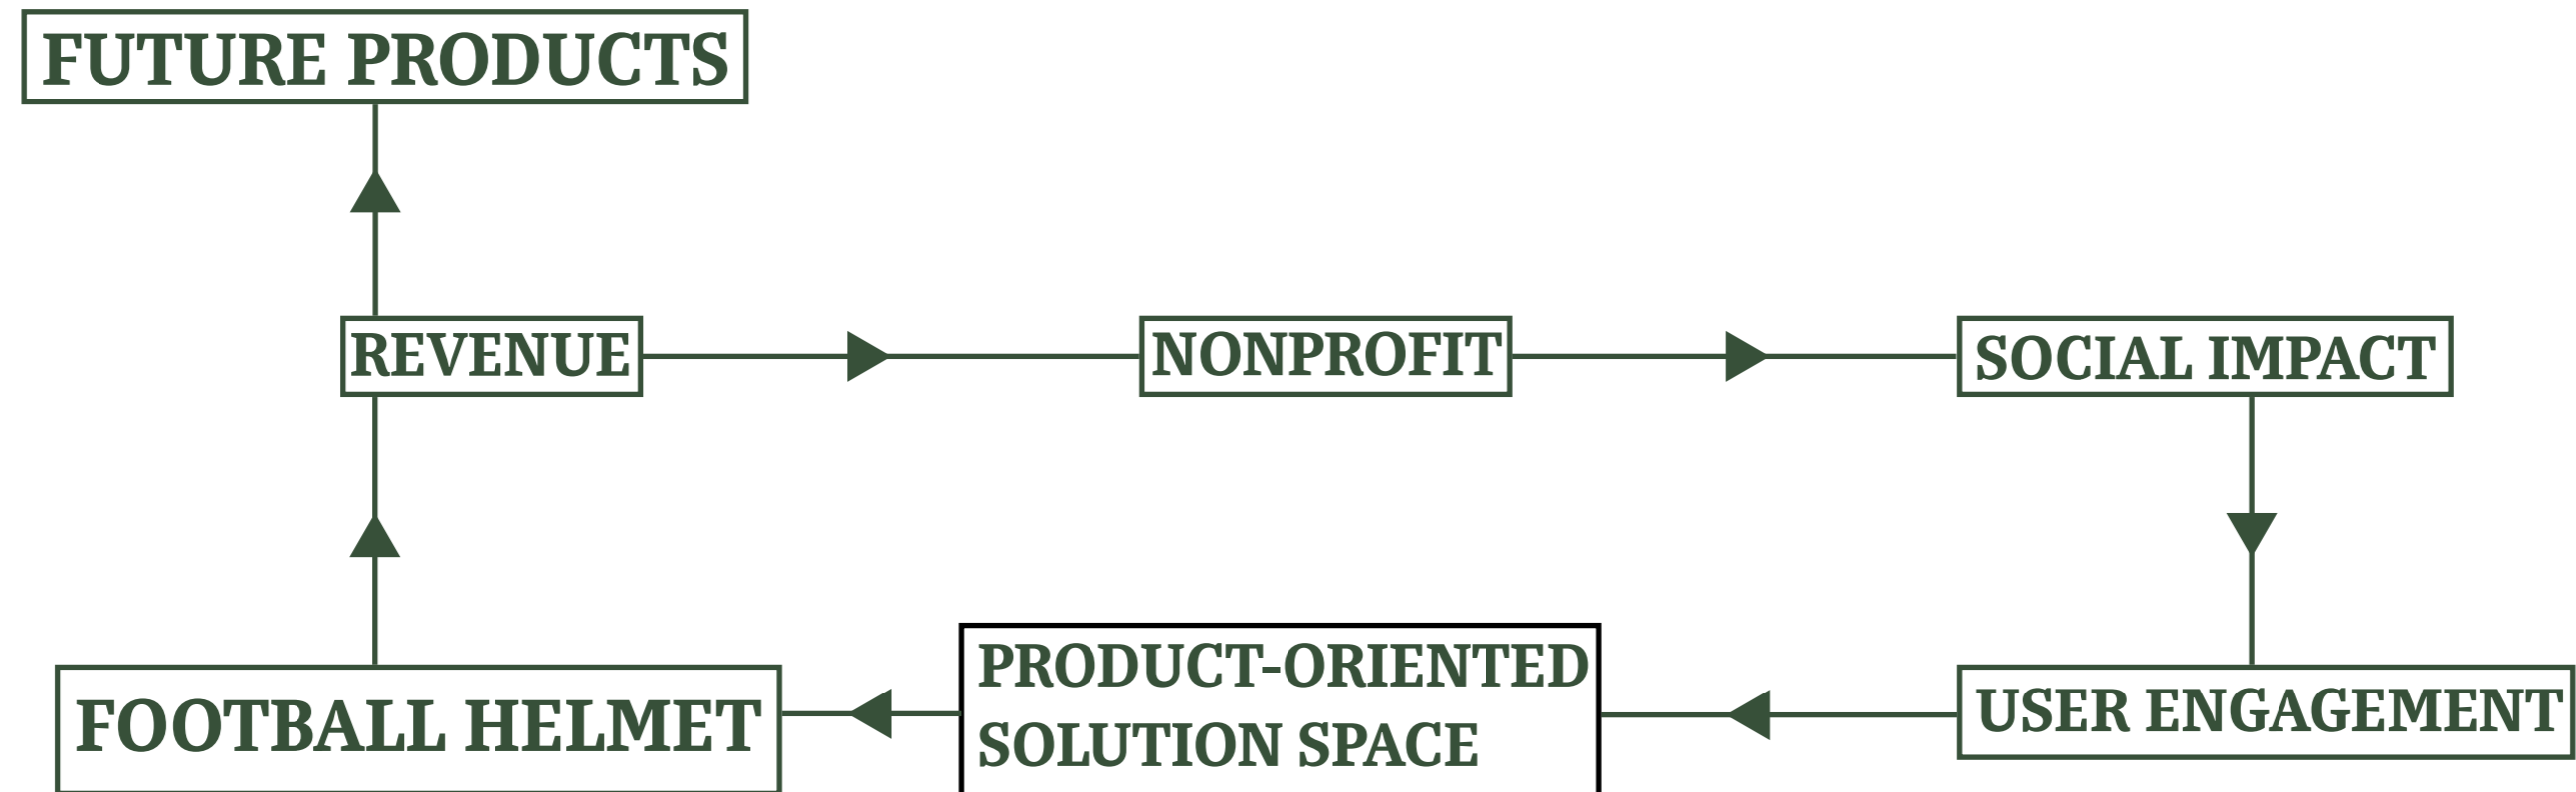 FUTURE PRODUCTS
REVENUE
NONPROFIT
SOCIAL IMPACT
FOOTBALL HELMET
PRODUCT-ORIENTED
SOLUTION SPACE
USER ENGAGEMENT